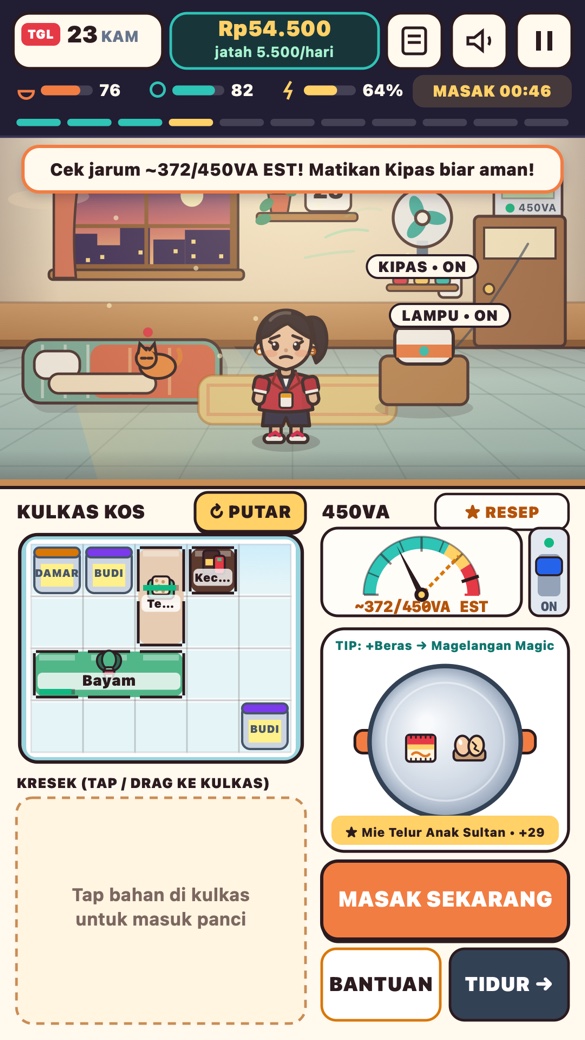 TGL 23 KAM
Rp54.500
jatah 5.500/hari
76
82
64%
MASAK 00:46
Cek jarum ~372/450VA EST! Matikan Kipas biar aman!
450VA
KIPAS • ON
LAMPU • ON
KULKAS KOS
PUTAR
450VA
RESEP
DAMAR
BUDI
Te...
Kec...
Bayam
BUDI
~372/450VA EST
ON
TIP: +Beras → Magelangan Magic
Mie Telur Anak Sultan • +29
KRESEK (TAP / DRAG KE KULKAS)
Tap bahan di kulkas
untuk masuk panci
MASAK SEKARANG
BANTUAN
TIDUR →